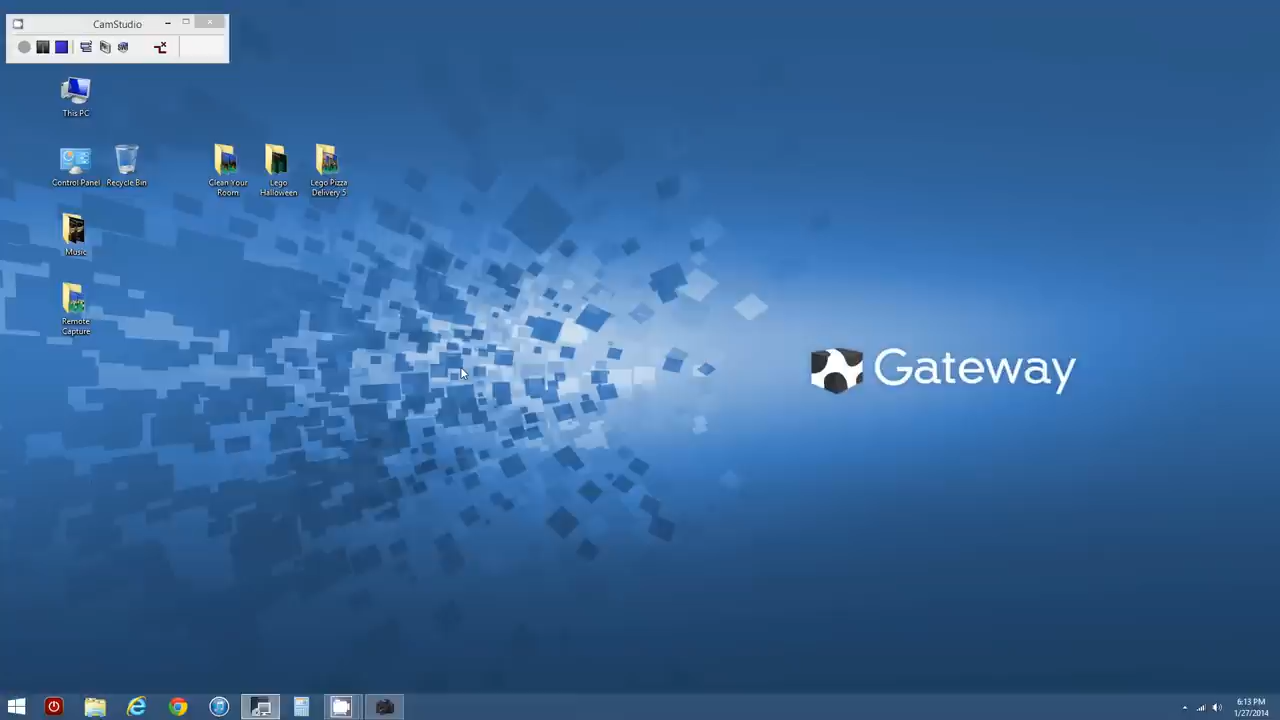 CamStudio
This PC
Control Panel
Recycle Bin
Clean Your
Room
Lego
Halloween
Lego Pizza
Delivery 5
Music
Remote
Capture
Gateway
6:13 PM
1/27/2014